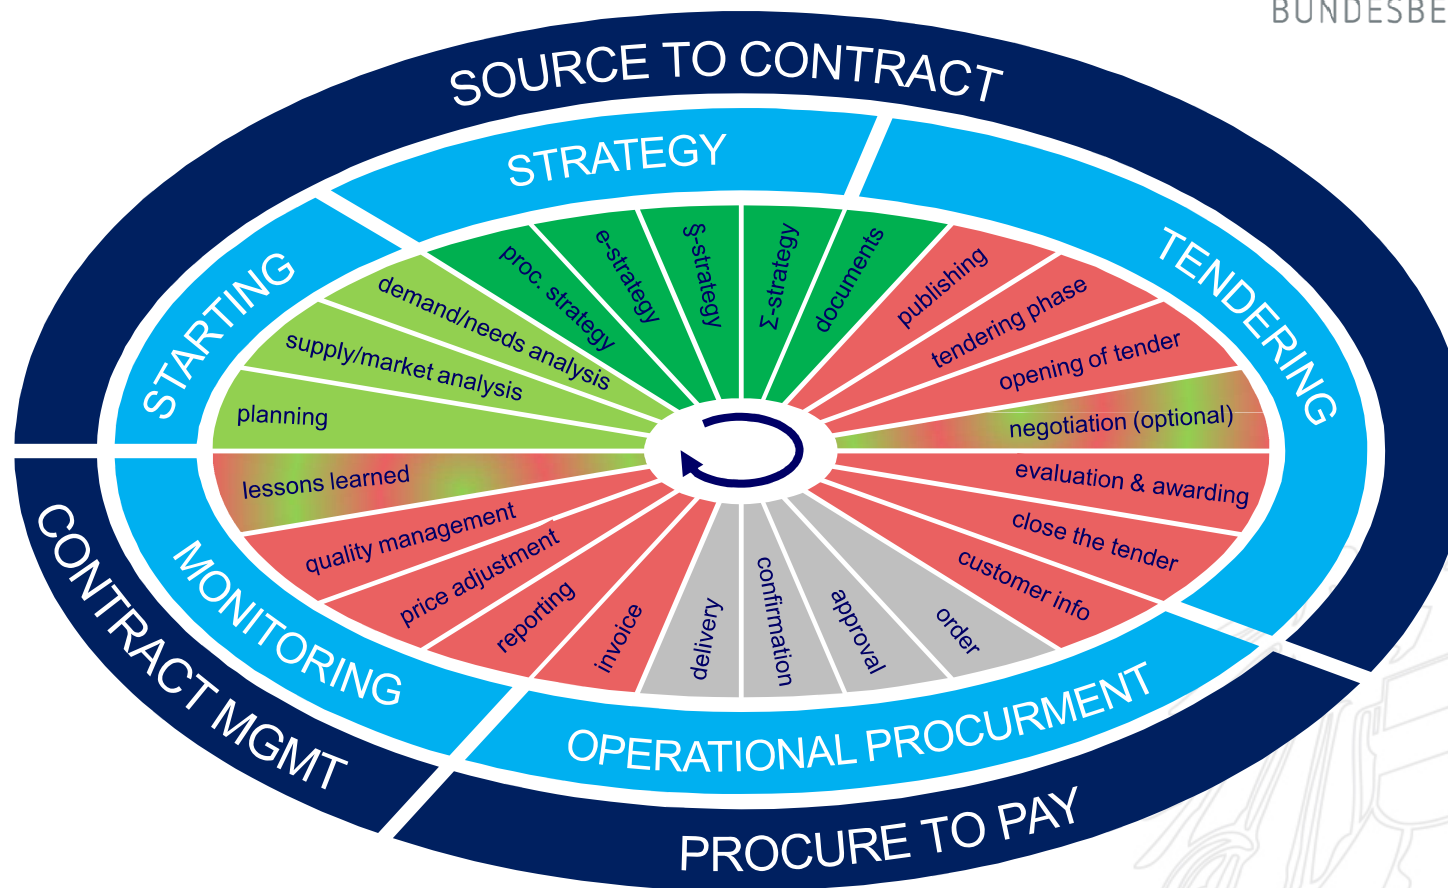 BUNDESBE
SOURCE TO CONTRACT
STRATEGY
TENDERING
STARTING
planning
supply/market analysis
demand/needs analysis
proc. strategy
e-strategy
§-strategy
Σ-strategy
documents
publishing
tendering phase
opening of tender
negotiation (optional)
evaluation & awarding
close the tender
customer info
order
approval
confirmation
delivery
invoice
reporting
price adjustment
quality management
lessons learned
MONITORING
OPERATIONAL PROCURMENT
CONTRACT MGMT
PROCURE TO PAY